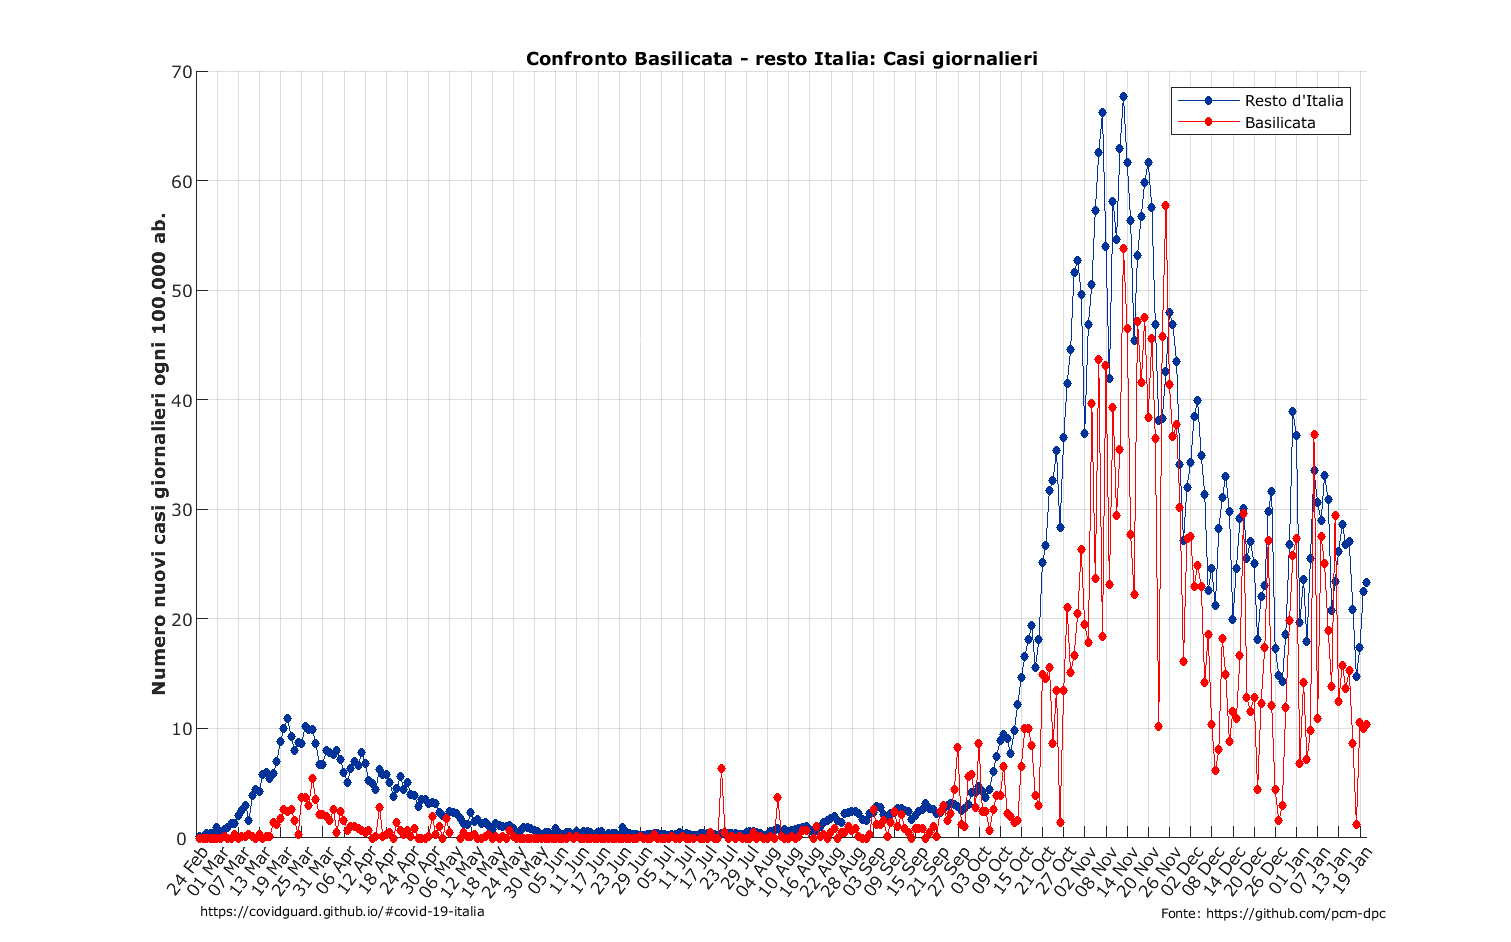 Confronto Basilicata - resto Italia: Casi giornalieri
Resto d'Italia
Basilicata
Numero nuovi casi giornalieri ogni 100.000 ab.
70
60
50
40
30
20
10
0
24 Feb
01 Mar
07 Mar
13 Mar
19 Mar
25 Mar
31 Mar
06 Apr
12 Apr
18 Apr
24 Apr
30 Apr
06 May
12 May
18 May
24 May
30 May
05 Jun
11 Jun
17 Jun
23 Jun
29 Jun
05 Jul
11 Jul
17 Jul
23 Jul
29 Jul
04 Aug
10 Aug
16 Aug
22 Aug
28 Aug
03 Sep
09 Sep
15 Sep
21 Sep
27 Sep
03 Oct
09 Oct
15 Oct
21 Oct
27 Oct
02 Nov
08 Nov
14 Nov
20 Nov
26 Nov
02 Dec
08 Dec
14 Dec
20 Dec
26 Dec
01 Jan
07 Jan
13 Jan
19 Jan
https://covidguard.github.io/#covid-19-italia
Fonte: https://github.com/pcm-dpc